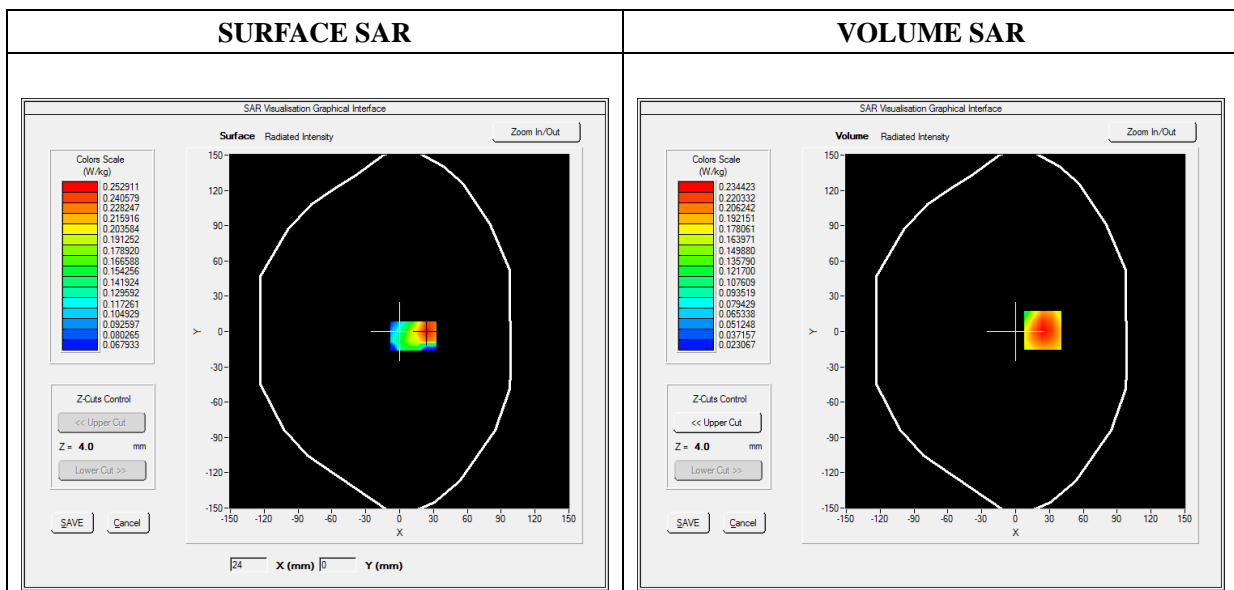 SURFACE SAR
VOLUME SAR
SAR Visualisation Graphical Interface
Surface Radiated Intensity
Zoom In/Out
Colors Scale
(W/kg)
0.252911
0.240579
0.228247
0.215916
0.203584
0.191252
0.178920
0.166588
0.154256
0.141924
0.129592
0.117261
0.104929
0.092597
0.080265
0.067933
Z-Cuts Control
<< Upper Cut
Z = 4.0 mm
Lower Cut >>
SAVE Cancel
150
120
90
60
30
0
-30
-60
-90
-120
-150
Y
-150 -120 -90 -60 -30 0 30 60 90 120 150
X
24 X (mm) 0 Y (mm)
SAR Visualisation Graphical Interface
Volume Radiated Intensity
Zoom In/Out
Colors Scale
(W/kg)
0.234423
0.220332
0.206242
0.192151
0.178061
0.163971
0.149880
0.135790
0.121700
0.107609
0.093519
0.079429
0.065338
0.051248
0.037157
0.023067
Z-Cuts Control
<< Upper Cut
Z = 4.0 mm
Lower Cut >>
SAVE Cancel
150
120
90
60
30
0
-30
-60
-90
-120
-150
Y
-150 -120 -90 -60 -30 0 30 60 90 120 150
X